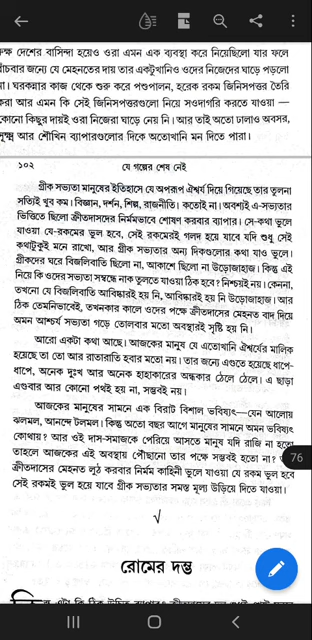 রুক্ষ দেশের বাসিন্দা হয়েও ওরা এমন এক ব্যবস্থা করে নিয়েছিলো যার ফলে
বাঁচবার জন্যে যে মেহনতের দায় তার একটুখানিও ওদের নিজেদের ঘাড়ে পড়লো
না। ঘরকন্নার কাজ থেকে শুরু করে পশুপালন, হরেক রকম জিনিসপত্তর তৈরি
করা আর এমন কি সেই জিনিসপত্তরগুলো নিয়ে সওদাগরি করতে যাওয়া —
কোনো কিছুর দায়ই ওরা নিজেরা ঘাড়ে নেয় নি। আর তাই অতো ঢালাও অবসর,
সূক্ষ্ম আর শৌখিন ব্যাপারগুলোর দিকে অতোখানি মন দিতে পারা।
১০২ যে গল্পের শেষ নেই
গ্রীক সভ্যতা মানুষের ইতিহাসে যে অপরূপ ঐশ্বর্য দিয়ে গিয়েছে তার তুলনা
সত্যিই খুব কম। বিজ্ঞান, দর্শন, শিল্প, রাজনীতি—কতোই না। অবশ্যই এ-সভ্যতার
ভিত্তিতে ছিলো ক্রীতদাসদের নির্মমভাবে শোষণ করবার ব্যাপার। সে-কথা ভুলে
যাওয়া যে-রকমের ভুল হবে, সেই রকমেরই গলদ হয়ে যাবে যদি শুধু সেই
কথাটুকুই মনে রাখো, আর গ্রীক সভ্যতার অন্য দিকগুলোর কথা যাও ভুলে।
গ্রীকদের ঘরে বিজলিবাতি ছিলো না, আকাশে ছিলো না উড়োজাহাজ। কিন্তু এই
নিয়ে কি ওদের সভ্যতা সম্বন্ধে নাক তুলতে যাওয়া ঠিক হবে? নিশ্চয়ই নয়। কেননা,
তখনো যে বিজলিবাতি আবিষ্কারই হয় নি, আবিষ্কারই হয় নি উড়োজাহাজ। আর
ঠিক তেমনিভাবেই, তখনকার কালে ওদের পক্ষে ক্রীতদাসের মেহনত বাদ দিয়ে
অমন আশ্চর্য সভ্যতা গড়ে তোলবার মতো অবস্থারই সৃষ্টি হয় নি।
আরো একটা কথা আছে। আজকের মানুষ যে এতোখানি ঐশ্বর্যের মালিক
হয়েছে তা তো আর রাতারাতি হবার মতো নয়। তার জন্যে এগুতে হয়েছে ধাপে-
ধাপে, অনেক দুঃখ আর অনেক হাহাকারের অন্ধকার ঠেলে ঠেলে। এ ছাড়া
এগুবার আর কোনো পথই হয় না, সম্ভবই নয়।
আজকের মানুষের সামনে এক বিরাট বিশাল ভবিষ্যৎ—যেন আলোয়
ঝলমল, আনন্দে টলমল। কিন্তু অতো বছর আগে মানুষের সামনে অমন ভবিষ্যৎ
কোথায়? আর ওই দাস-সমাজকে পেরিয়ে আসতে মানুষ যদি রাজি না হতো
তাহলে আজকের এই অবস্থায় পৌঁছানো তার পক্ষে সম্ভবই হতো না?
76
ক্রীতদাসের মেহনত লুঠ করবার নির্মম কাহিনী ভুলে যাওয়া যে রকম ভুল হবে
সেই রকমই ভুল হয়ে যাবে গ্রীক সভ্যতার সমস্ত মূল্য উড়িয়ে দিতে যাওয়া।
√
রোমের দম্ভ